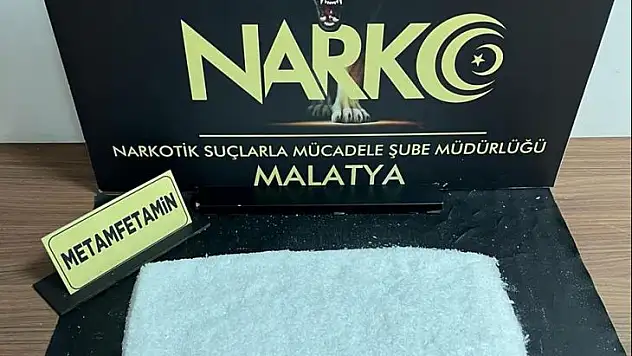 NARKO
NARKOTİK SUÇLARLA MÜCADELE ŞUBE MÜDÜRLÜĞÜ
MALATYA
METAMFETAMİN